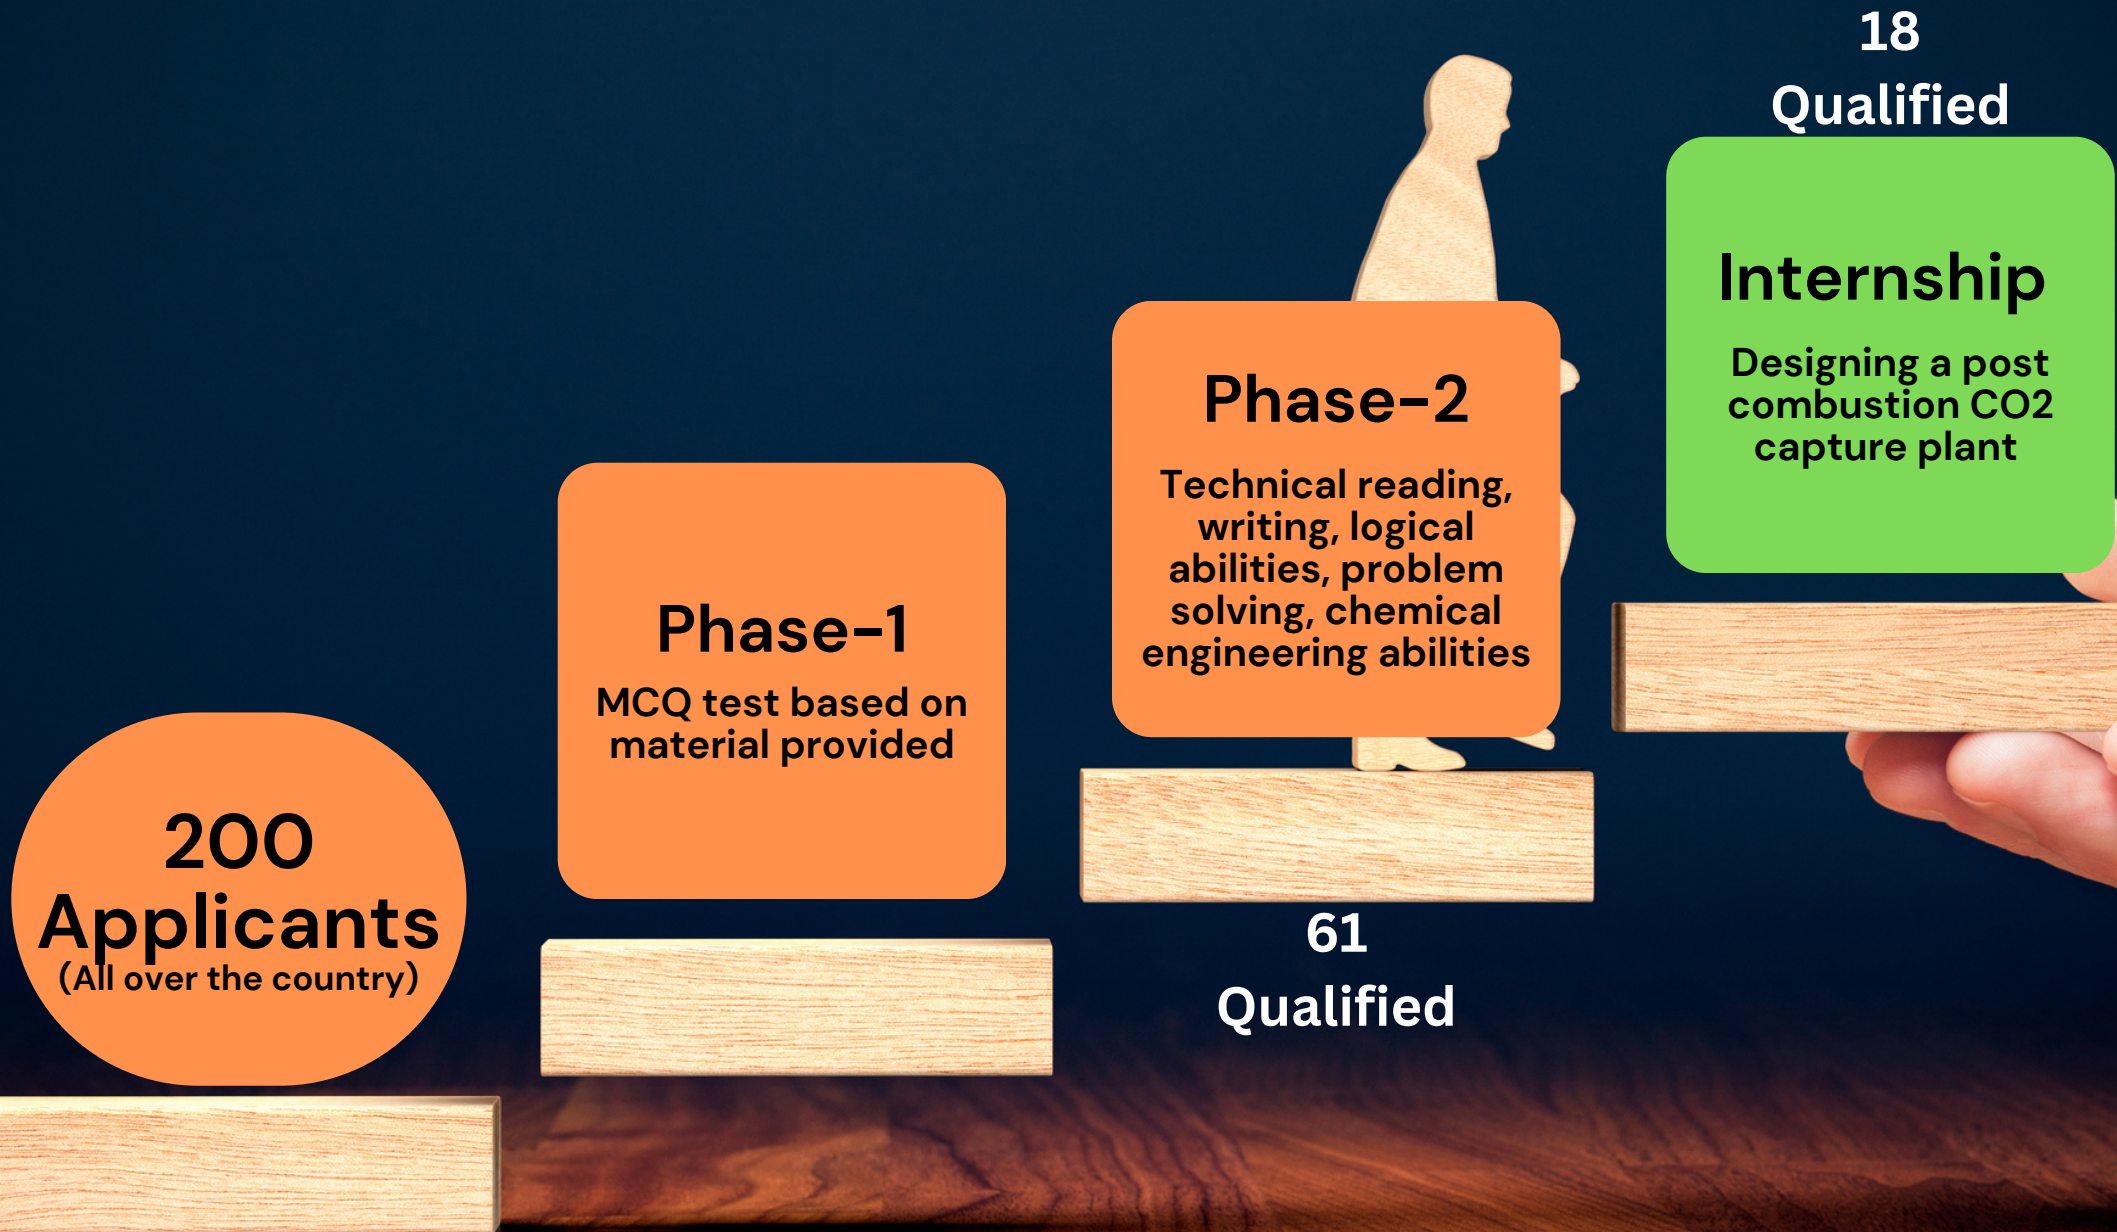 200
Applicants
(All over the country)
Phase-1
MCQ test based on
material provided
Phase-2
Technical reading,
writing, logical
abilities, problem
solving, chemical
engineering abilities
61
Qualified
18
Qualified
Internship
Designing a post
combustion CO2
capture plant